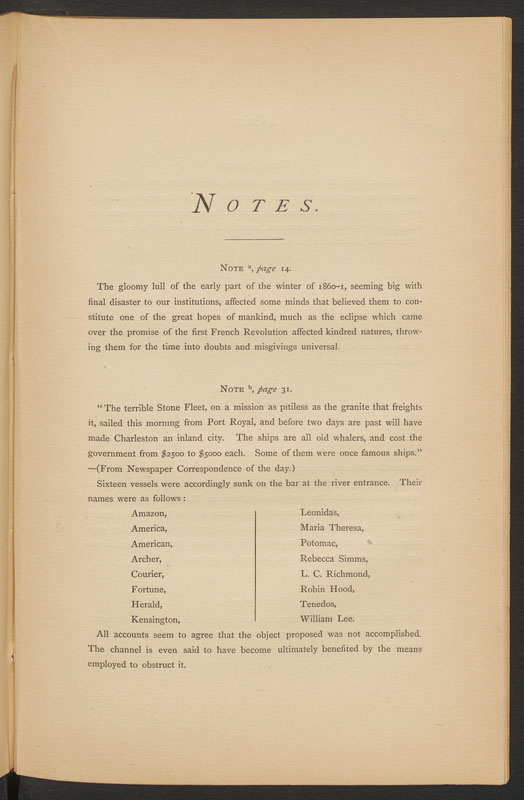 NOTES.
NOTE a, page 14.
The gloomy lull of the early part of the winter of 1860-1, seeming big with
final disaster to our institutions, affected some minds that believed them to con-
stitute one of the great hopes of mankind, much as the eclipse which came
over the promise of the first French Revolution affected kindred natures, throw-
ing them for the time into doubts and misgivings universal.
NOTE b, page 31.
"The terrible Stone Fleet, on a mission as pitiless as the granite that freights
it, sailed this morning from Port Royal, and before two days are past will have
made Charleston an inland city. The ships are all old whalers, and cost the
government from $2500 to $5000 each. Some of them were once famous ships."
—(From Newspaper Correspondence of the day.)
Sixteen vessels were accordingly sunk on the bar at the river entrance. Their
names were as follows:
Amazon,
America,
American,
Archer,
Courier,
Fortune,
Herald,
Kensington,
Leonidas,
Maria Theresa,
Potomac,
Rebecca Simms,
L. C. Richmond,
Robin Hood,
Tenedos,
William Lee.
All accounts seem to agree that the object proposed was not accomplished.
The channel is even said to have become ultimately benefited by the means
employed to obstruct it.